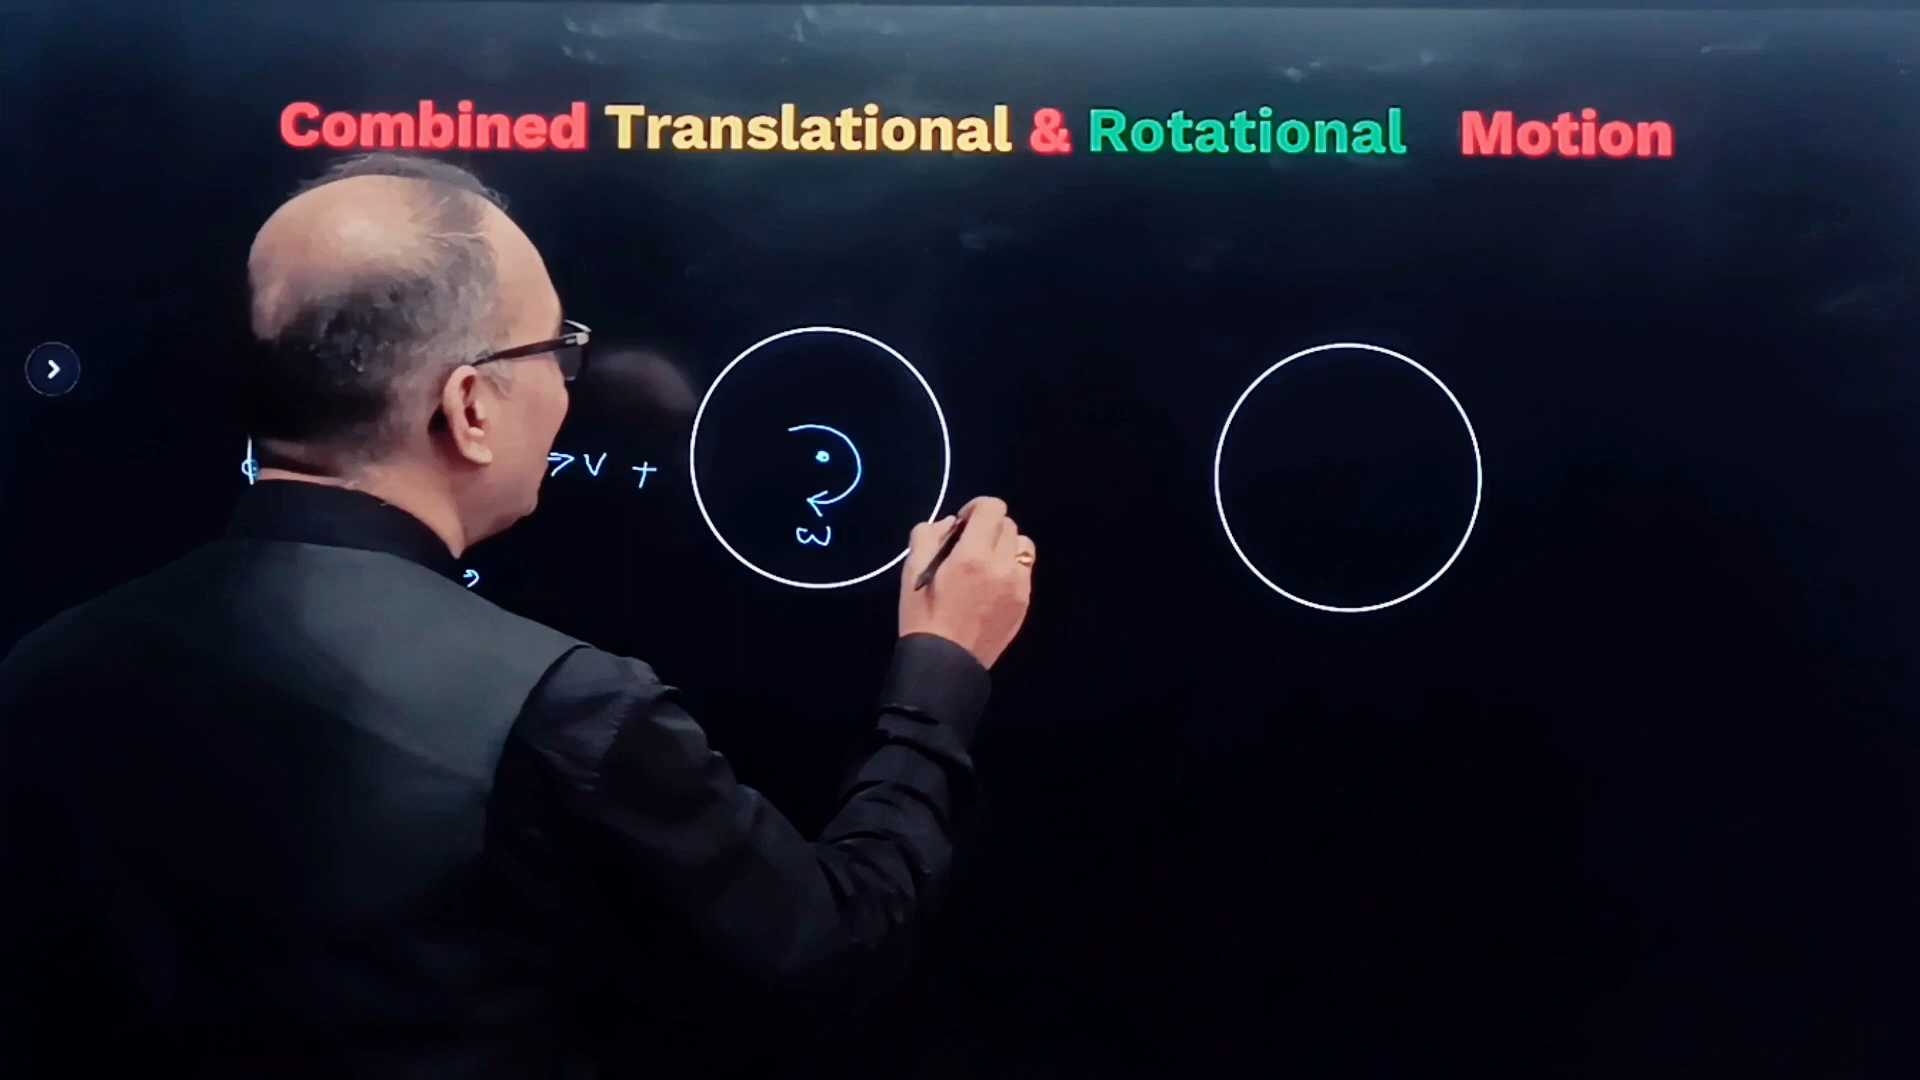 Combined Translational & Rotational Motion
v +
ω